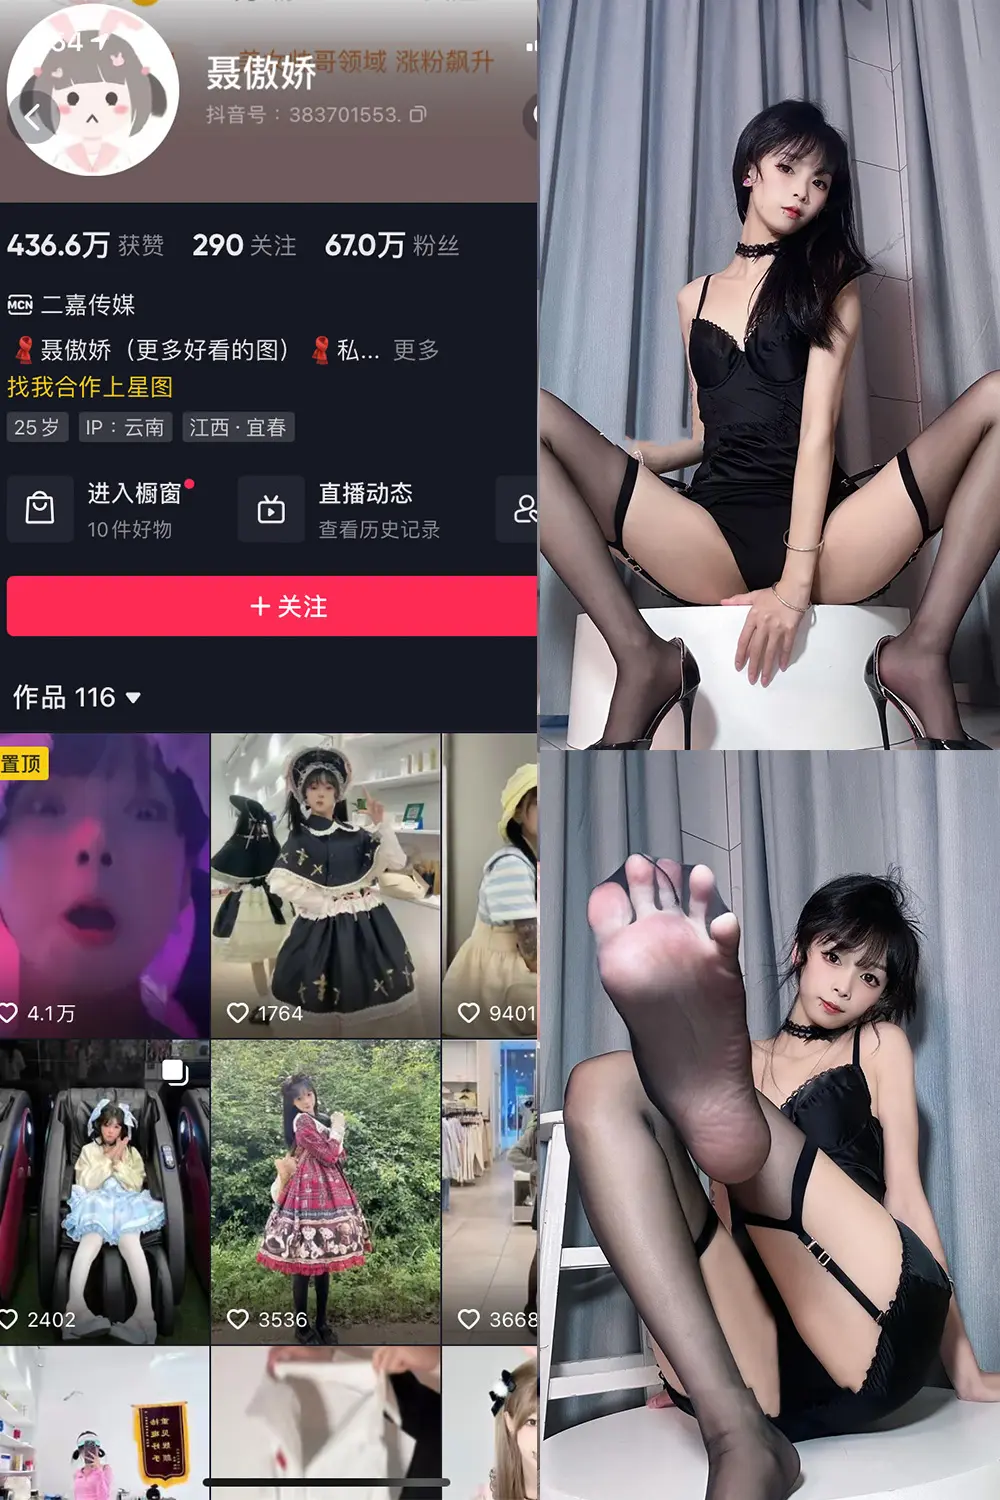 苏女装哥领域 涨粉飙升
聂傲娇
抖音号：383701553.
436.6万 获赞 290 关注 67.0万 粉丝
MCN 二嘉传媒
聂傲娇（更多好看的图） 私... 更多
找我合作上星图
25岁 IP：云南 江西·宜春
进入橱窗 直播动态
10件好物 查看历史记录
+ 关注
作品 116
置顶
4.1万 1764 9401
2402 3536 3668